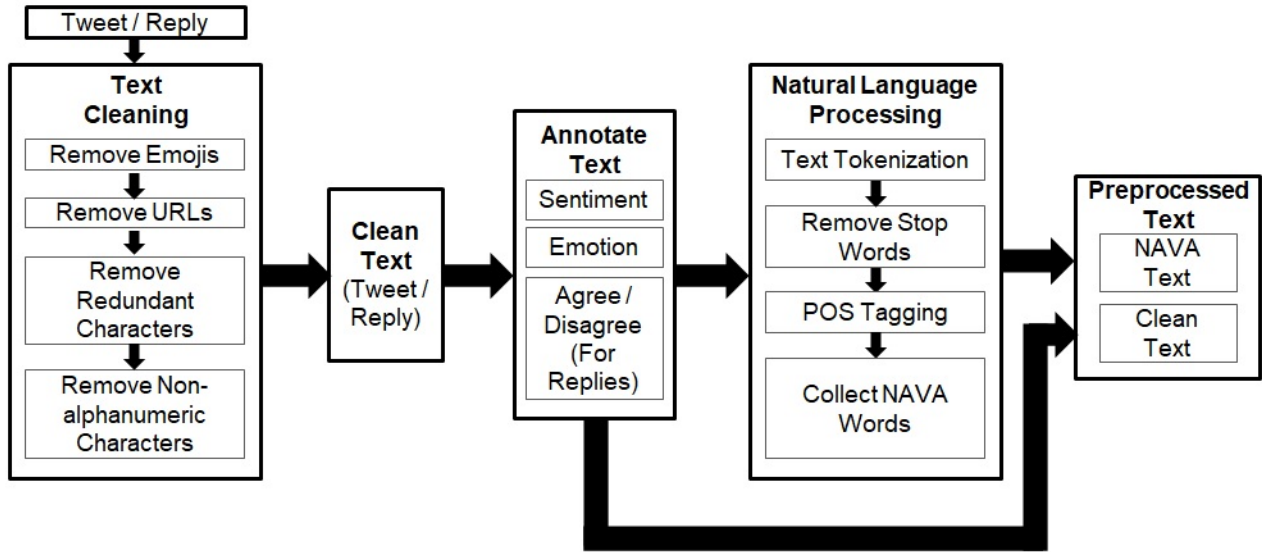 Tweet / Reply
Text
Cleaning
Remove Emojis
Remove URLs
Remove
Redundant
Characters
Remove Non-
alphanumeric
Characters
Clean
Text
(Tweet /
Reply)
Annotate
Text
Sentiment
Emotion
Agree /
Disagree
(For
Replies)
Natural Language
Processing
Text Tokenization
Remove Stop
Words
POS Tagging
Collect NAVA
Words
Preprocessed
Text
NAVA
Text
Clean
Text